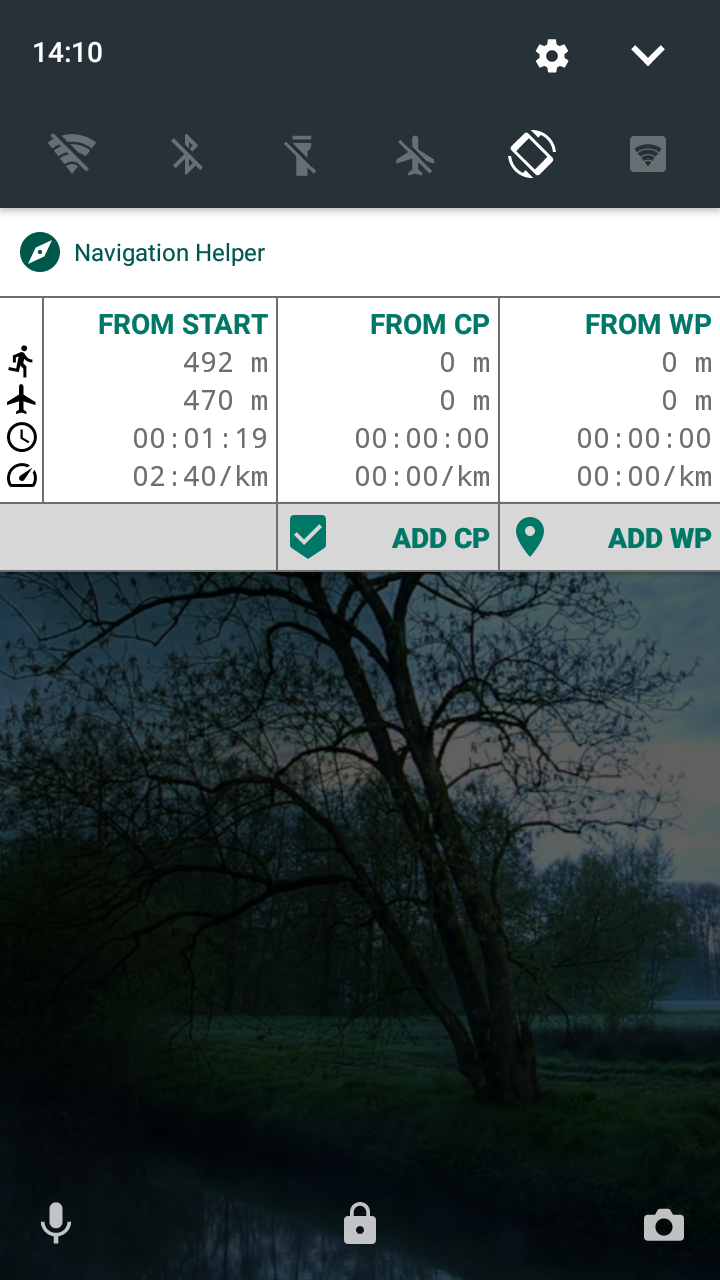 14:10
Navigation Helper
FROM START FROM CP FROM WP
492 m 0 m 0 m
470 m 0 m 0 m
00:01:19 00:00:00 00:00:00
02:40/km 00:00/km 00:00/km
ADD CP ADD WP